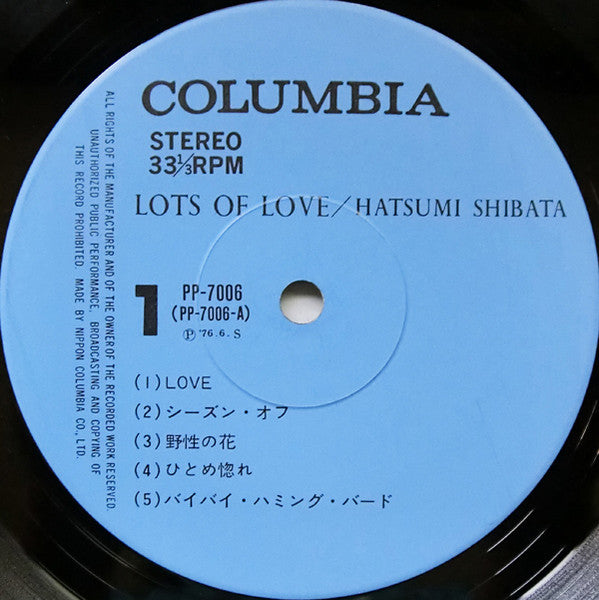 COLUMBIA
STEREO
33⅓RPM
LOTS OF LOVE/HATSUMI SHIBATA
1
PP-7006
(PP-7006-A)
Ⓟ '76.6. S
(1) LOVE
(2) シーズン・オフ
(3) 野性の花
(4) ひとめ惚れ
(5) バイバイ・ハミング・バード
ALL RIGHTS OF THE MANUFACTURER AND OF THE OWNER OF THE RECORDED WORK RESERVED.
UNAUTHORIZED PUBLIC PERFORMANCE, BROADCASTING AND COPYING OF
THIS RECORD PROHIBITED. MADE BY NIPPON COLUMBIA CO., LTD.